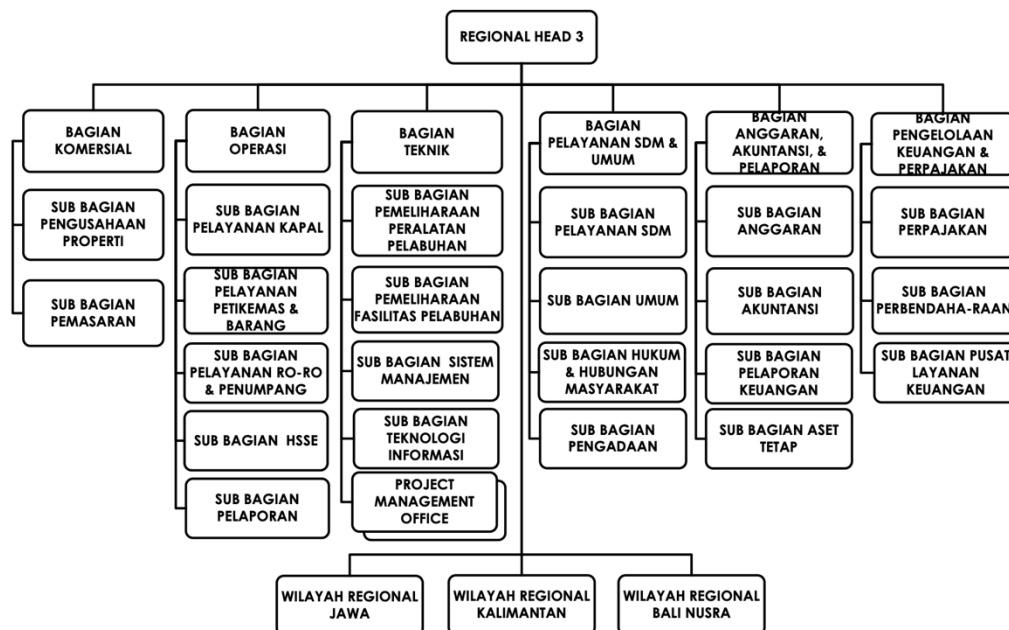 REGIONAL HEAD 3
BAGIAN
KOMERSIAL
BAGIAN
OPERASI
BAGIAN
TEKNIK
BAGIAN
PELAYANAN SDM &
UMUM
BAGIAN
ANGGARAN,
AKUNTANSI, &
PELAPORAN
BAGIAN
PENGELOLAAN
KEUANGAN &
PERPAJAKAN
SUB BAGIAN
PENGUSAHAAN
PROPERTI
SUB BAGIAN
PEMASARAN
SUB BAGIAN
PELAYANAN KAPAL
SUB BAGIAN
PELAYANAN
PETIKEMAS &
BARANG
SUB BAGIAN
PELAYANAN RO-RO
& PENUMPANG
SUB BAGIAN HSSE
SUB BAGIAN
PELAPORAN
SUB BAGIAN
PEMELIHARAAN
PERALATAN
PELABUHAN
SUB BAGIAN
PEMELIHARAAN
FASILITAS PELABUHAN
SUB BAGIAN SISTEM
MANAJEMEN
SUB BAGIAN
TEKNOLOGI
INFORMASI
PROJECT
MANAGEMENT
OFFICE
SUB BAGIAN
PELAYANAN SDM
SUB BAGIAN UMUM
SUB BAGIAN HUKUM
& HUBUNGAN
MASYARAKAT
SUB BAGIAN
PENGADAAN
SUB BAGIAN
ANGGARAN
SUB BAGIAN
AKUNTANSI
SUB BAGIAN
PELAPORAN
KEUANGAN
SUB BAGIAN ASET
TETAP
SUB BAGIAN
PERPAJAKAN
SUB BAGIAN
PERBENDAHA-RAAN
SUB BAGIAN PUSAT
LAYANAN
KEUANGAN
WILAYAH REGIONAL
JAWA
WILAYAH REGIONAL
KALIMANTAN
WILAYAH REGIONAL
BALI NUSRA